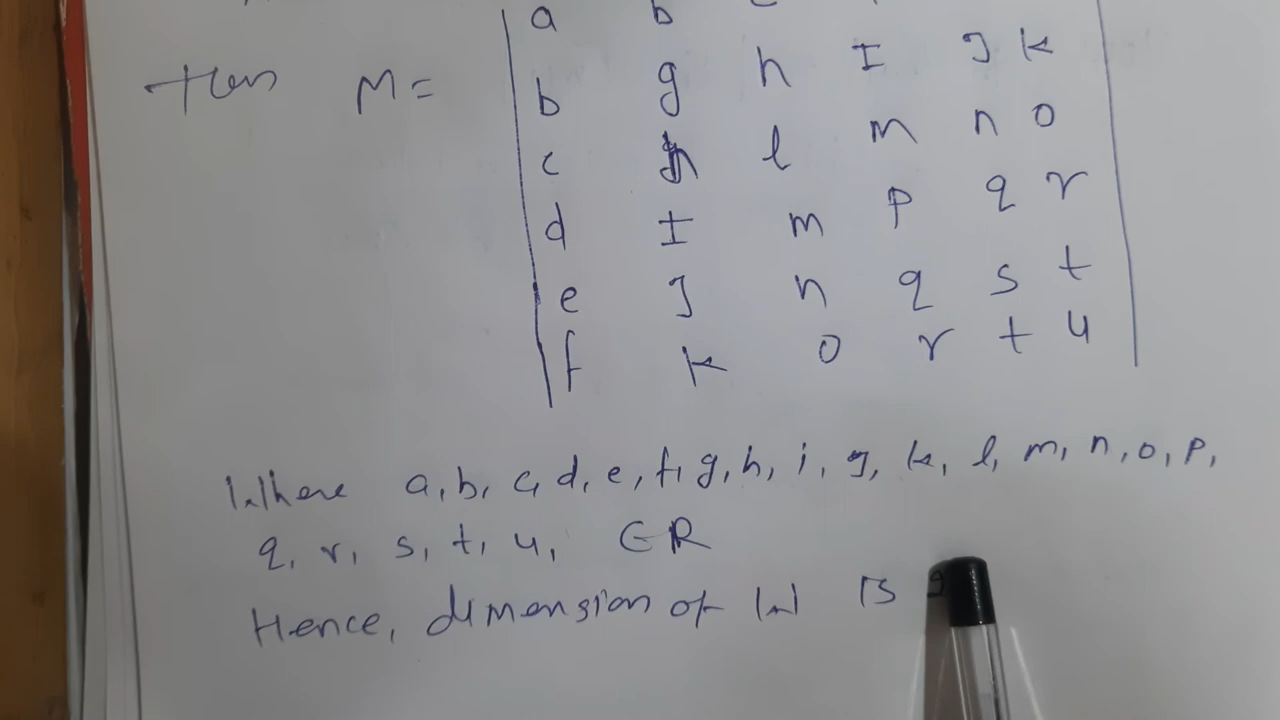 a b
b g h I J k
then M =
c h l m n o
d I m p q r
e J n q s t
f k o r t u
Where a, b, c, d, e, f, g, h, i, j, k, l, m, n, o, p,
q, r, s, t, u, ∈ R
Hence, dimension of W is